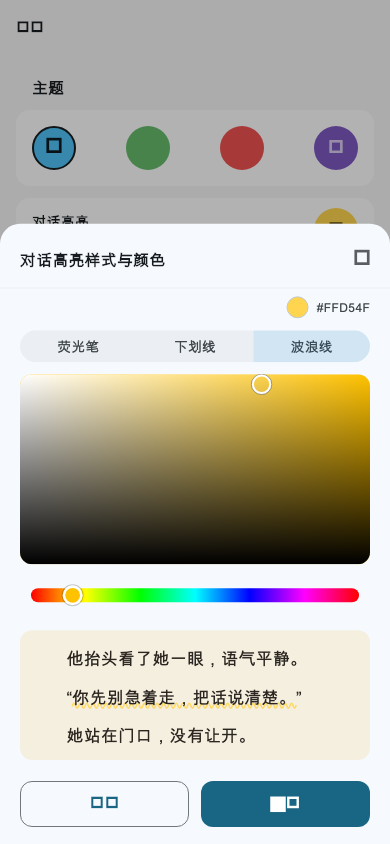 主题
对话高亮
对话高亮样式与颜色
#FFD54F
荧光笔
下划线
波浪线
他抬头看了她一眼，语气平静。
“你先别急着走，把话说清楚。”
她站在门口，没有让开。